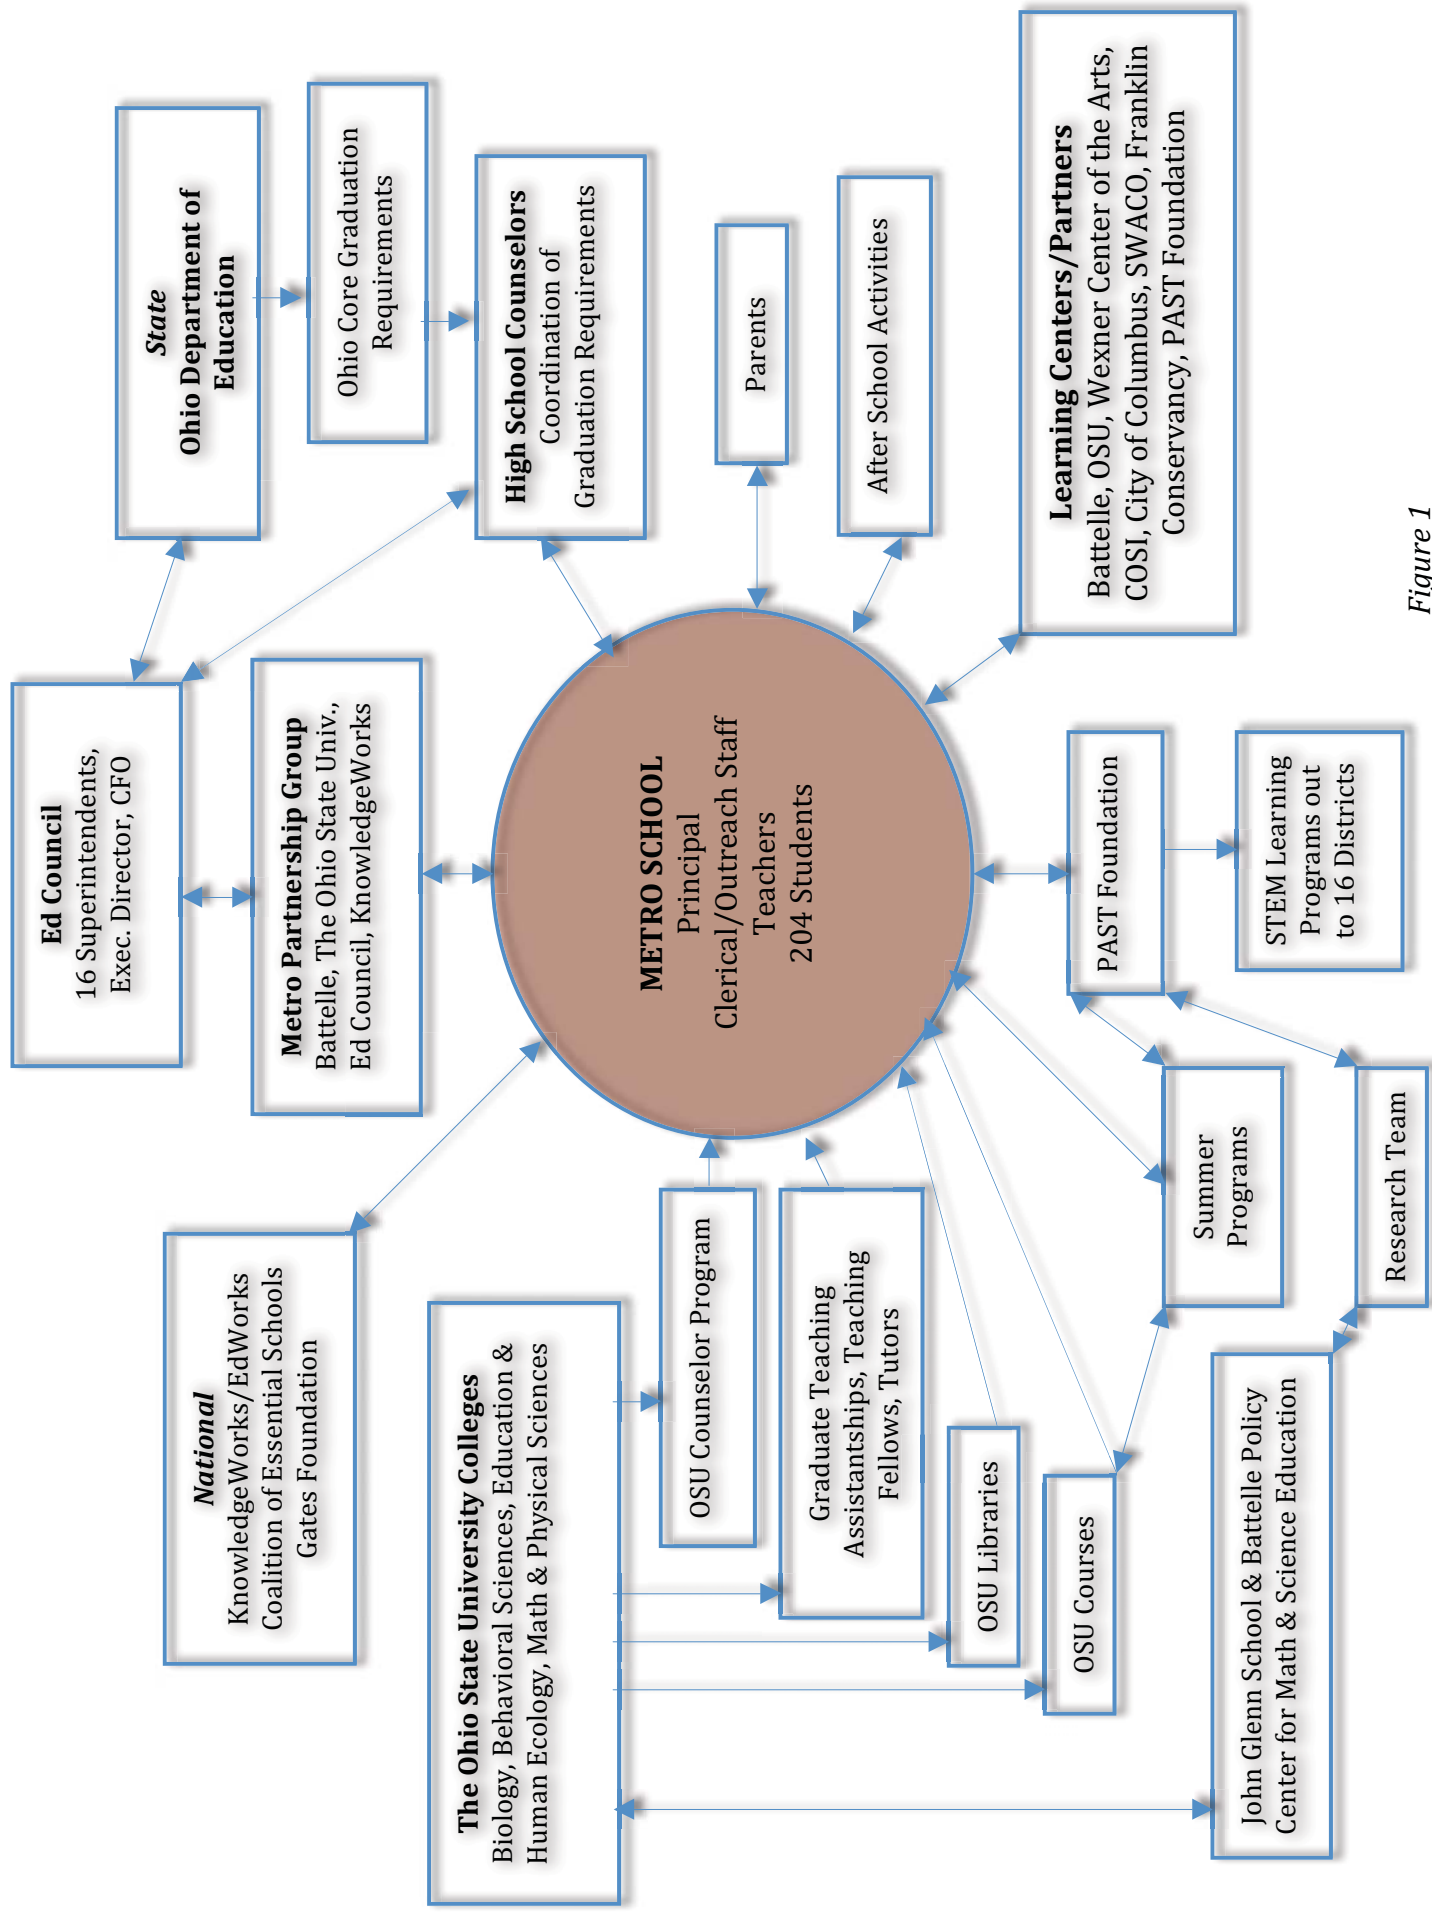 Ed Council
16 Superintendents,
Exec. Director, CFO
State
Ohio Department of
Education
National
KnowledgeWorks/EdWorks
Coalition of Essential Schools
Gates Foundation
Metro Partnership Group
Battelle, The Ohio State Univ.,
Ed Council, KnowledgeWorks
Ohio Core Graduation
Requirements
The Ohio State University Colleges
Biology, Behavioral Sciences, Education &
Human Ecology, Math & Physical Sciences
High School Counselors
Coordination of
Graduation Requirements
METRO SCHOOL
Principal
Clerical/Outreach Staff
Teachers
204 Students
OSU Counselor Program
Parents
Graduate Teaching
Assistantships, Teaching
Fellows, Tutors
After School Activities
OSU Libraries
OSU Courses
Learning Centers/Partners
Battelle, OSU, Wexner Center of the Arts,
COSI, City of Columbus, SWACO, Franklin
Conservancy, PAST Foundation
PAST Foundation
Summer
Programs
STEM Learning
Programs out
to 16 Districts
John Glenn School & Battelle Policy
Center for Math & Science Education
Research Team
Figure 1